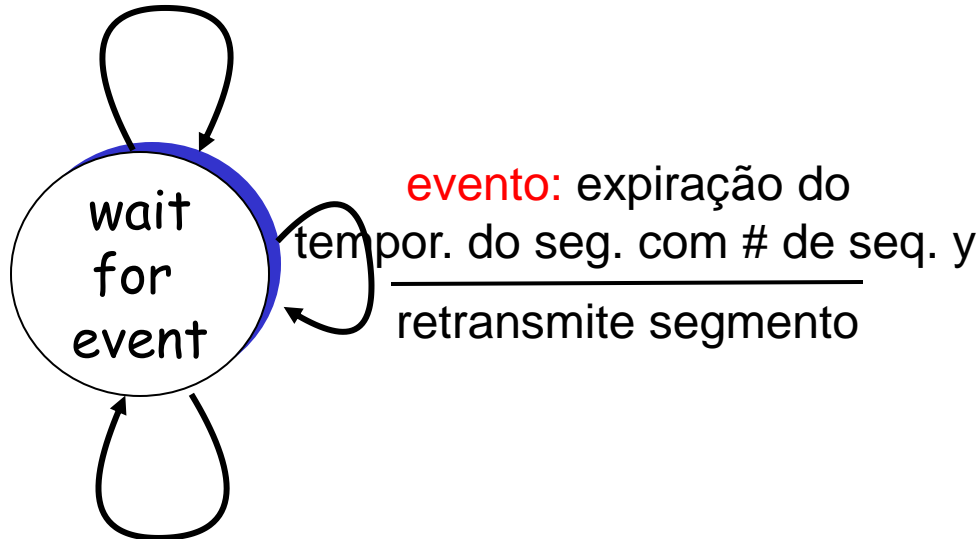 wait
for
event
evento: expiração do
tempor. do seg. com # de seq. y
retransmite segmento